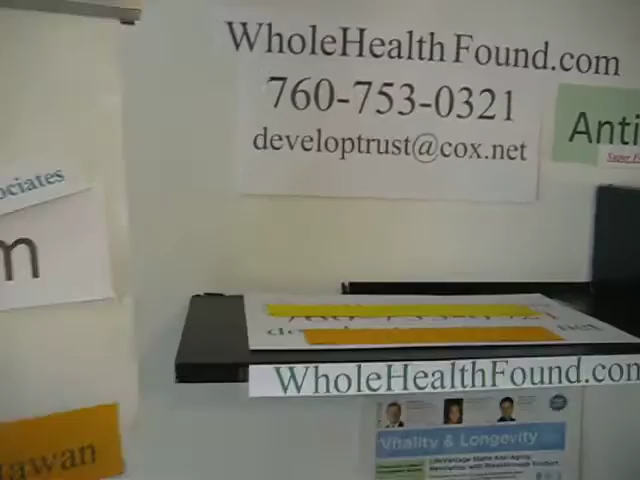 WholeHealthFound.com
760-753-0321
developtrust@cox.net
Anti
ociates
m
WholeHealthFound.com
Vitality & Longevity
awan